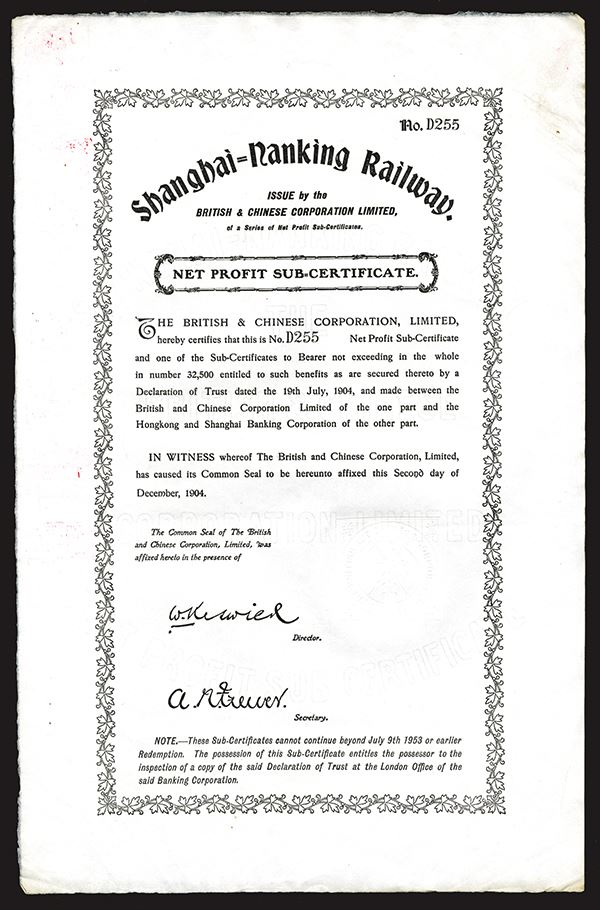 No. D255
Shanghai=Nanking Railway.
ISSUE by the
BRITISH & CHINESE CORPORATION LIMITED,
of a Series of Net Profit Sub-Certificates.
NET PROFIT SUB-CERTIFICATE.
THE BRITISH & CHINESE CORPORATION, LIMITED,
hereby certifies that this is No. D255 Net Profit Sub-Certificate
and one of the Sub-Certificates to Bearer not exceeding in the whole
in number 32,500 entitled to such benefits as are secured thereto by a
Declaration of Trust dated the 19th July, 1904, and made between the
British and Chinese Corporation Limited of the one part and the
Hongkong and Shanghai Banking Corporation of the other part.
IN WITNESS whereof The British and Chinese Corporation, Limited,
has caused its Common Seal to be hereunto affixed this Second day of
December, 1904.
The Common Seal of The British
and Chinese Corporation, Limited, was
affixed hereto in the presence of
W Keswick
Director.
Secretary.
NOTE.—These Sub-Certificates cannot continue beyond July 9th 1953 or earlier
Redemption. The possession of this Sub-Certificate entitles the possessor to the
inspection of a copy of the said Declaration of Trust at the London Office of the
said Banking Corporation.